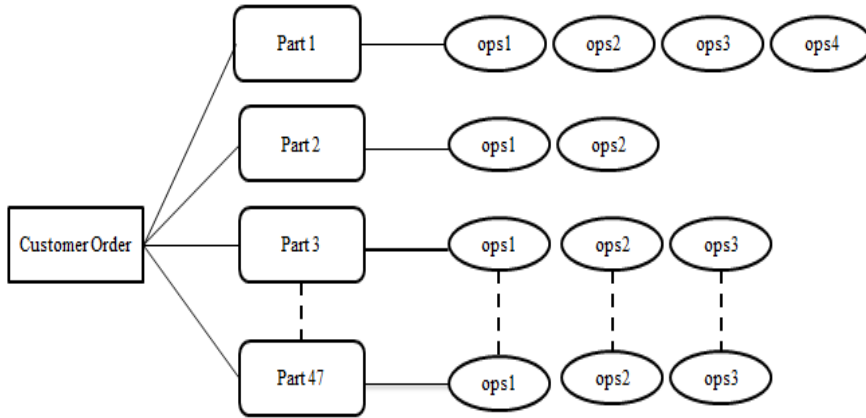 Part 1
ops1
ops2
ops3
ops4
Part 2
ops1
ops2
Customer Order
Part 3
ops1
ops2
ops3
Part 47
ops1
ops2
ops3